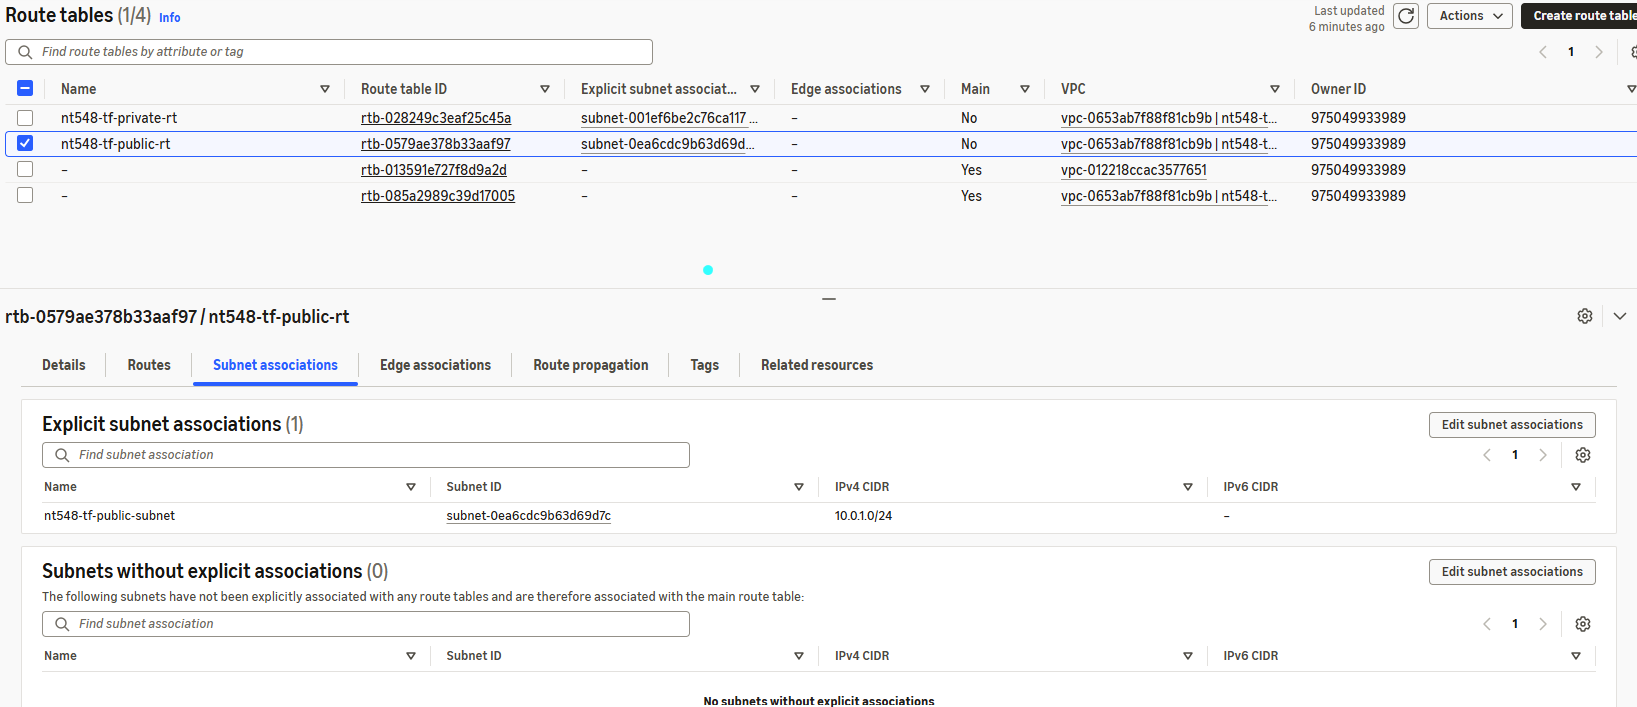 Route tables (1/4) Info
Last updated
6 minutes ago
Actions
Create route table
Find route tables by attribute or tag
1
Name Route table ID Explicit subnet associat... Edge associations Main VPC Owner ID
nt548-tf-private-rt rtb-028249c3eaf25c45a subnet-001ef6be2c76ca117 ... – No vpc-0653ab7f88f81cb9b | nt548-t... 975049933989
nt548-tf-public-rt rtb-0579ae378b33aaf97 subnet-0ea6cdc9b63d69d... – No vpc-0653ab7f88f81cb9b | nt548-t... 975049933989
– rtb-013591e727f8d9a2d – – Yes vpc-012218ccac3577651 975049933989
– rtb-085a2989c39d17005 – – Yes vpc-0653ab7f88f81cb9b | nt548-t... 975049933989
rtb-0579ae378b33aaf97 / nt548-tf-public-rt
Details Routes Subnet associations Edge associations Route propagation Tags Related resources
Explicit subnet associations (1)
Edit subnet associations
Find subnet association
1
Name Subnet ID IPv4 CIDR IPv6 CIDR
nt548-tf-public-subnet subnet-0ea6cdc9b63d69d7c 10.0.1.0/24 –
Subnets without explicit associations (0)
Edit subnet associations
The following subnets have not been explicitly associated with any route tables and are therefore associated with the main route table:
Find subnet association
1
Name Subnet ID IPv4 CIDR IPv6 CIDR
No subnets without explicit associations